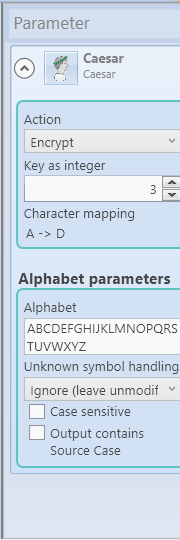 Parameter
Caesar
Caesar
Action
Encrypt
Key as integer
3
Character mapping
A -> D
Alphabet parameters
Alphabet
ABCDEFGHIJKLMNOPQRS
TUVWXYZ
Unknown symbol handling
Ignore (leave unmodif
Case sensitive
Output contains
Source Case